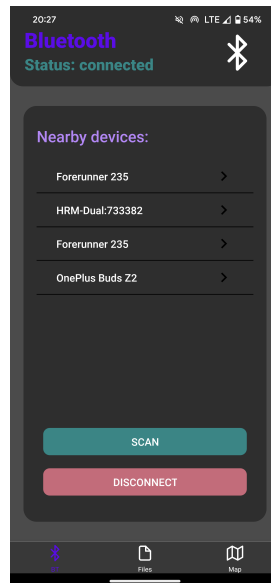 20:27 LTE 54%
Bluetooth
Status: connected
Nearby devices:
Forerunner 235
HRM-Dual:733382
Forerunner 235
OnePlus Buds Z2
SCAN
DISCONNECT
Files Map